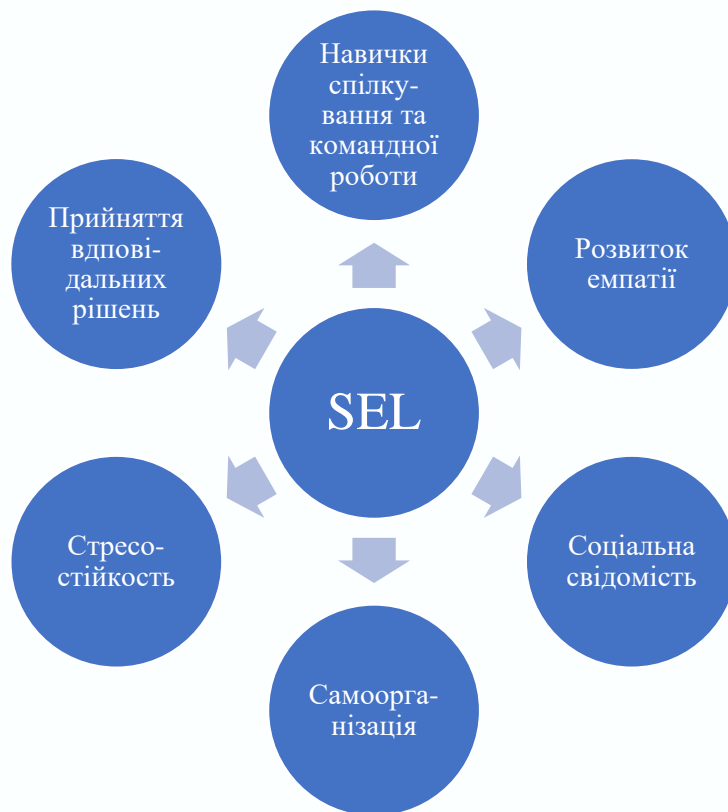 Навички
спілку-
вання та
командної
роботи
Прийняття
вдпові-
дальних
рішень
Розвиток
емпатії
SEL
Стресо-
стійкость
Соціальна
свідомість
Самоорга-
нізація